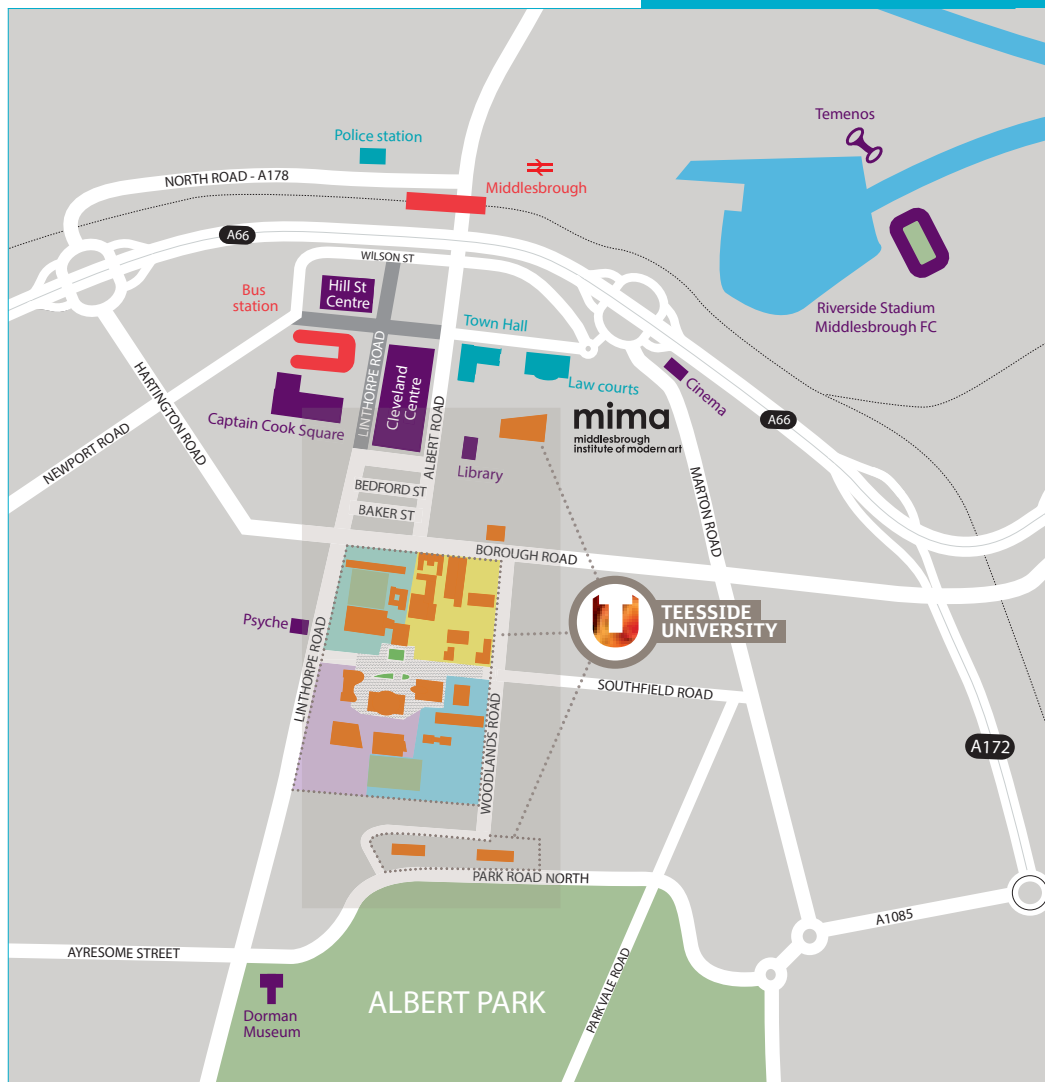 Temenos
Police station
NORTH ROAD - A178
Middlesbrough
A66
WILSON ST
Hill St
Centre
Bus
station
Riverside Stadium
Middlesbrough FC
Town Hall
LINTHORPE ROAD
Cleveland
Centre
Law courts
Cinema
HARTINGTON ROAD
Captain Cook Square
ALBERT ROAD
mima
middlesbrough
institute of modern art
A66
NEWPORT ROAD
Library
MARTON ROAD
BEDFORD ST
BAKER ST
BOROUGH ROAD
Psyche
TEESSIDE
UNIVERSITY
LINTHORPE ROAD
SOUTHFIELD ROAD
WOODLANDS ROAD
A172
PARK ROAD NORTH
A1085
AYRESOME STREET
ALBERT PARK
PARK VALE ROAD
Dorman
Museum